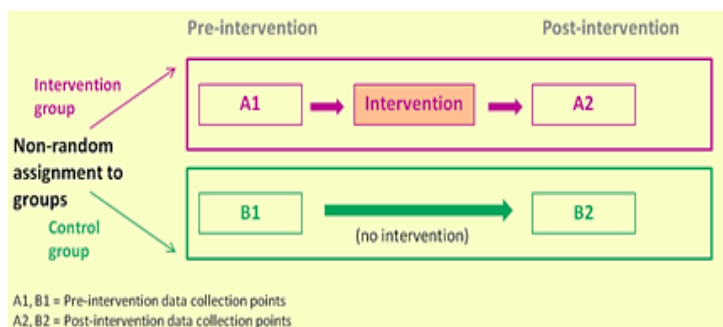 Pre-intervention
Post-intervention
Intervention
group
A1
Intervention
A2
Non-random
assignment to
groups
Control
group
B1
B2
(no intervention)
A1, B1 = Pre-intervention data collection points
A2, B2 = Post-intervention data collection points